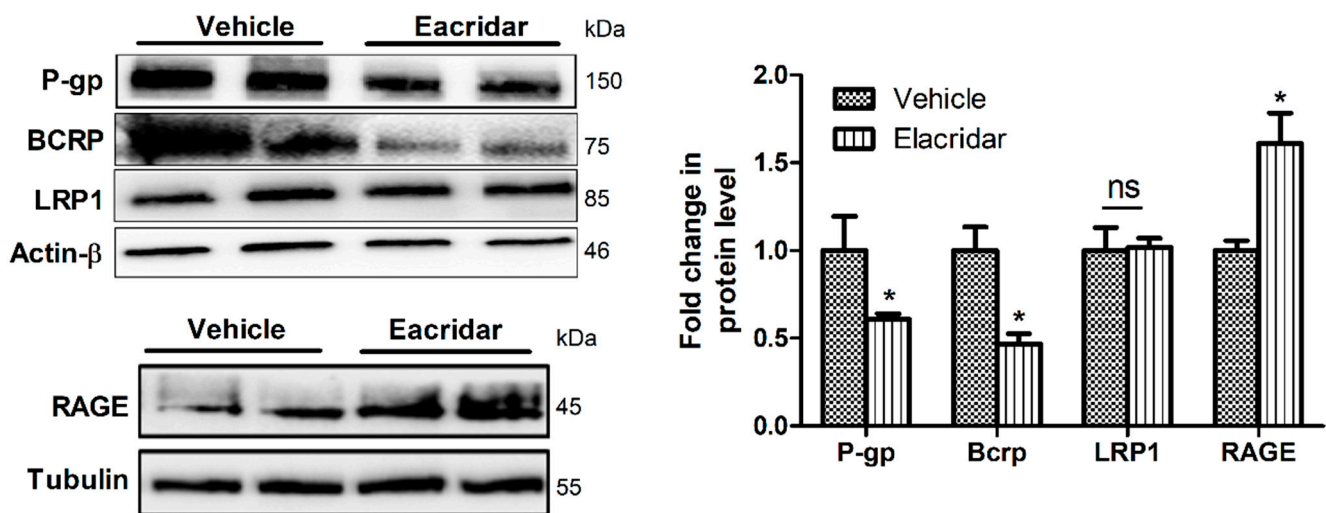 Vehicle Eacridar kDa
P-gp 150
BCRP 75
LRP1 85
Actin-β 46
Vehicle Eacridar kDa
RAGE 45
Tubulin 55
Fold change in
protein level
2.0
1.5
1.0
0.5
0.0
Vehicle
Elacridar
*
*
ns
*
P-gp Bcrp LRP1 RAGE